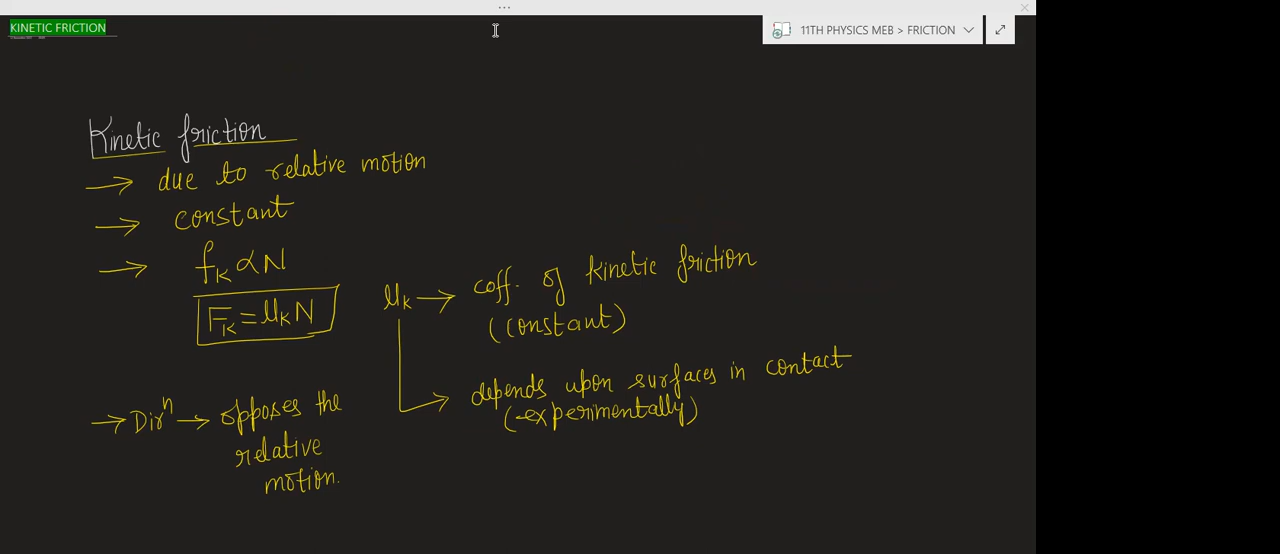 KINETIC FRICTION
11TH PHYSICS MEB > FRICTION
Kinetic friction
→ due to relative motion
→ constant
→ fK ∝ N
FK = μK N
μK → coff. of kinetic friction
(constant)
depends upon surfaces in contact
(experimentally)
→ Dirⁿ → opposes the
relative
motion.